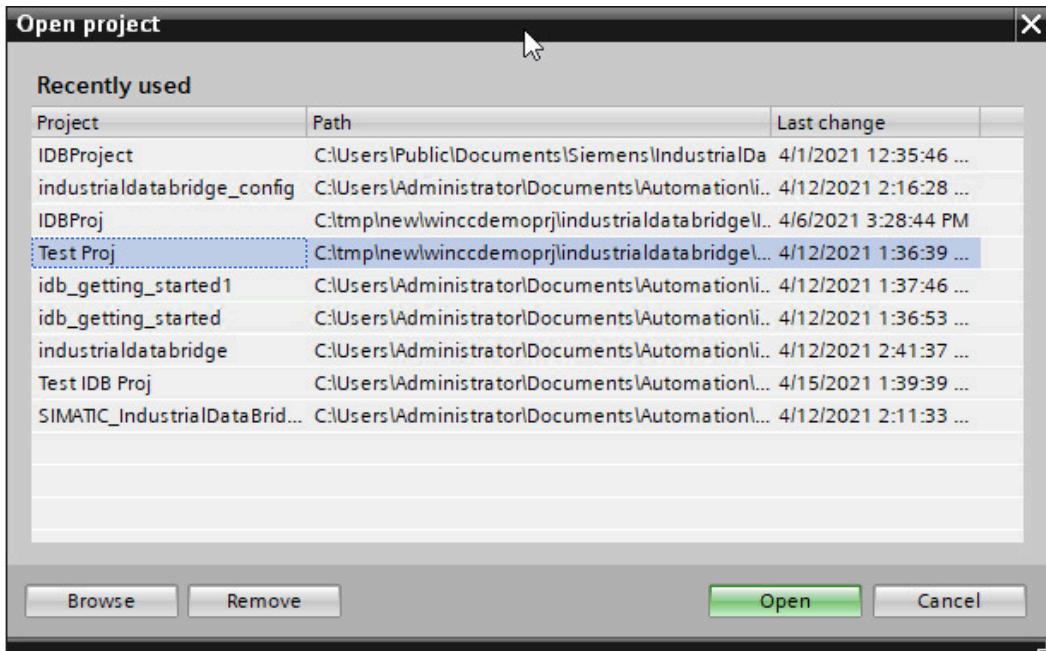 Open project
Recently used
Project Path Last change
IDBProject C:\Users\Public\Documents\Siemens\IndustrialDa 4/1/2021 12:35:46 ...
industrialdatabridge_config C:\Users\Administrator\Documents\Automation\i.. 4/12/2021 2:16:28 ...
IDBProj C:\tmp\new\winccdemoprj\industrialdatabridge\I.. 4/6/2021 3:28:44 PM
Test Proj C:\tmp\new\winccdemoprj\industrialdatabridge\... 4/12/2021 1:36:39 ...
idb_getting_started1 C:\Users\Administrator\Documents\Automation\i.. 4/12/2021 1:37:46 ...
idb_getting_started C:\Users\Administrator\Documents\Automation\i.. 4/12/2021 1:36:53 ...
industrialdatabridge C:\Users\Administrator\Documents\Automation\i.. 4/12/2021 2:41:37 ...
Test IDB Proj C:\Users\Administrator\Documents\Automation\... 4/15/2021 1:39:39 ...
SIMATIC_IndustrialDataBrid... C:\Users\Administrator\Documents\Automation\... 4/12/2021 2:11:33 ...
Browse Remove Open Cancel